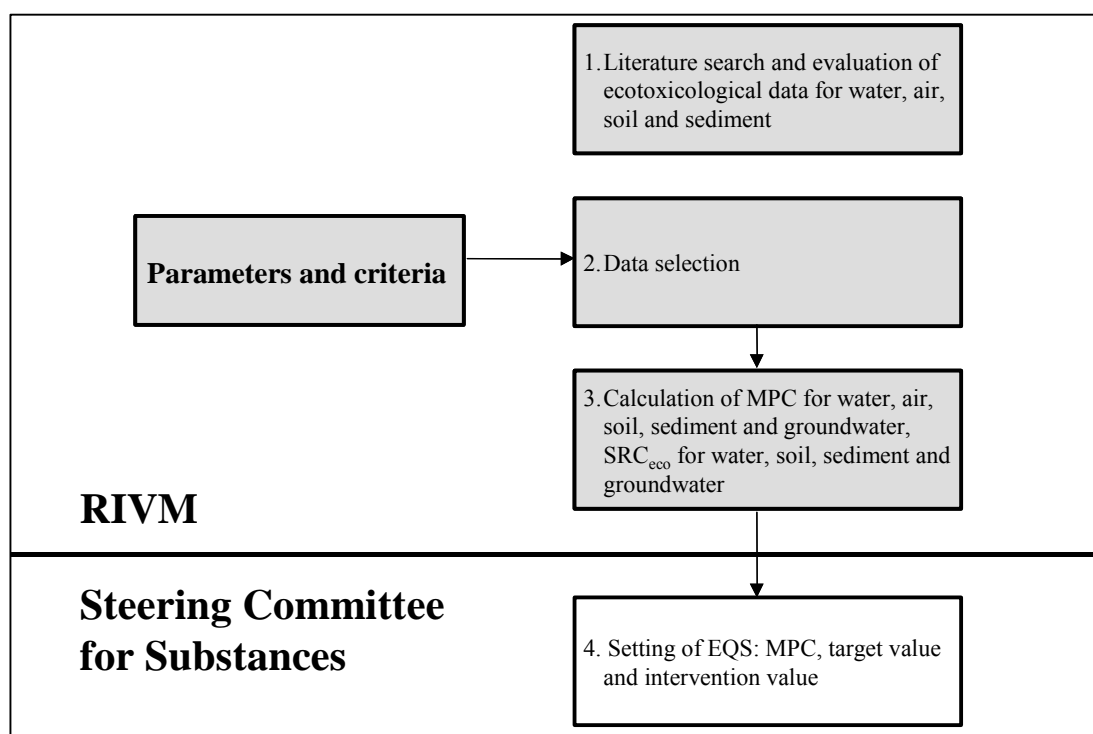 1. Literature search and evaluation of
ecotoxicological data for water, air,
soil and sediment
Parameters and criteria
2. Data selection
3. Calculation of MPC for water, air,
soil, sediment and groundwater,
SRCeco for water, soil, sediment and
groundwater
RIVM
Steering Committee
for Substances
4. Setting of EQS: MPC, target value
and intervention value